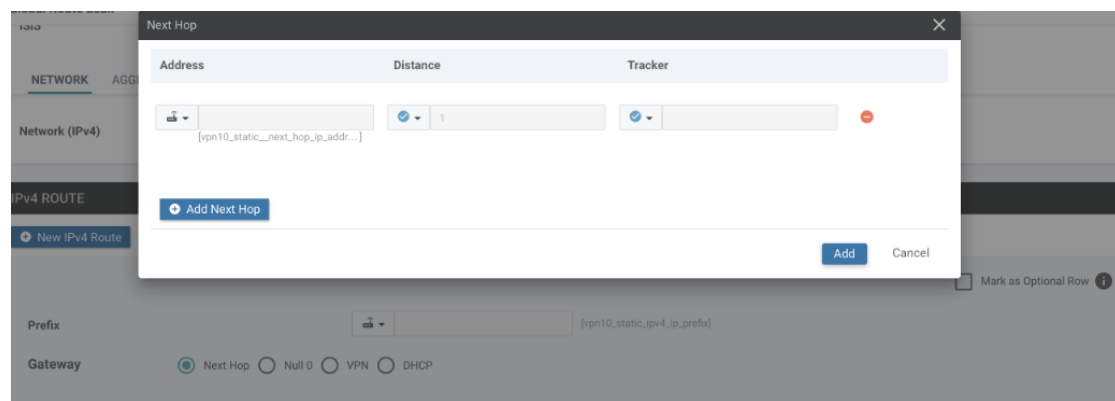 Next Hop
Address Distance Tracker
NETWORK AGG
Network (IPv4)
1
[vpn10_static__next_hop_ip_addr...]
IPv4 ROUTE
Add Next Hop
New IPv4 Route
Add Cancel
Mark as Optional Row
Prefix [vpn10_static_ipv4_ip_prefix]
Gateway Next Hop Null 0 VPN DHCP